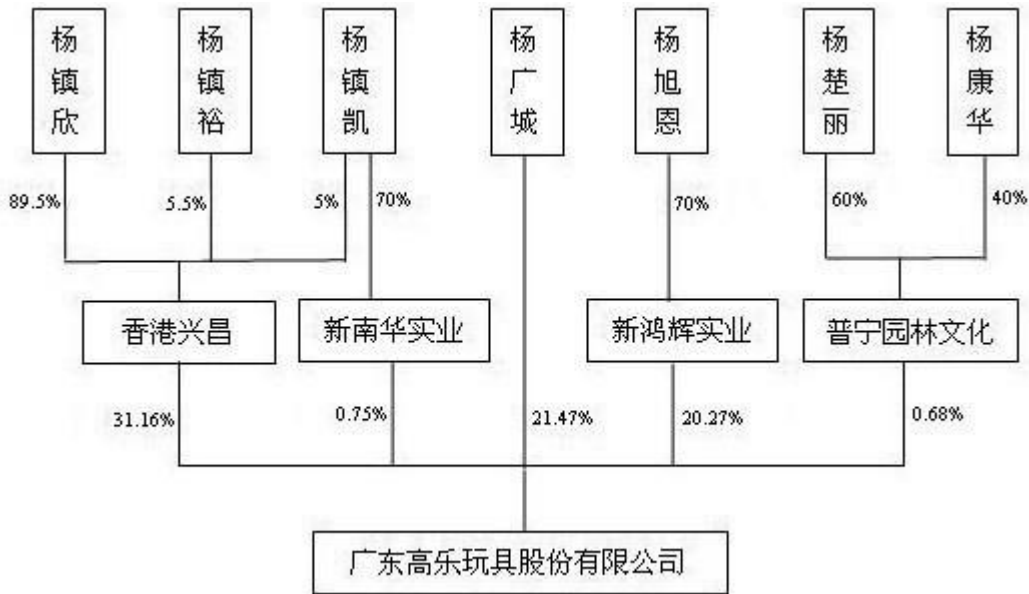 杨镇欣
杨镇裕
杨镇凯
杨广城
杨旭恩
杨楚丽
杨康华
89.5%
5.5%
5%
70%
70%
60%
40%
香港兴昌
新南华实业
新鸿辉实业
普宁园林文化
31.16%
0.75%
21.47%
20.27%
0.68%
广东高乐玩具股份有限公司